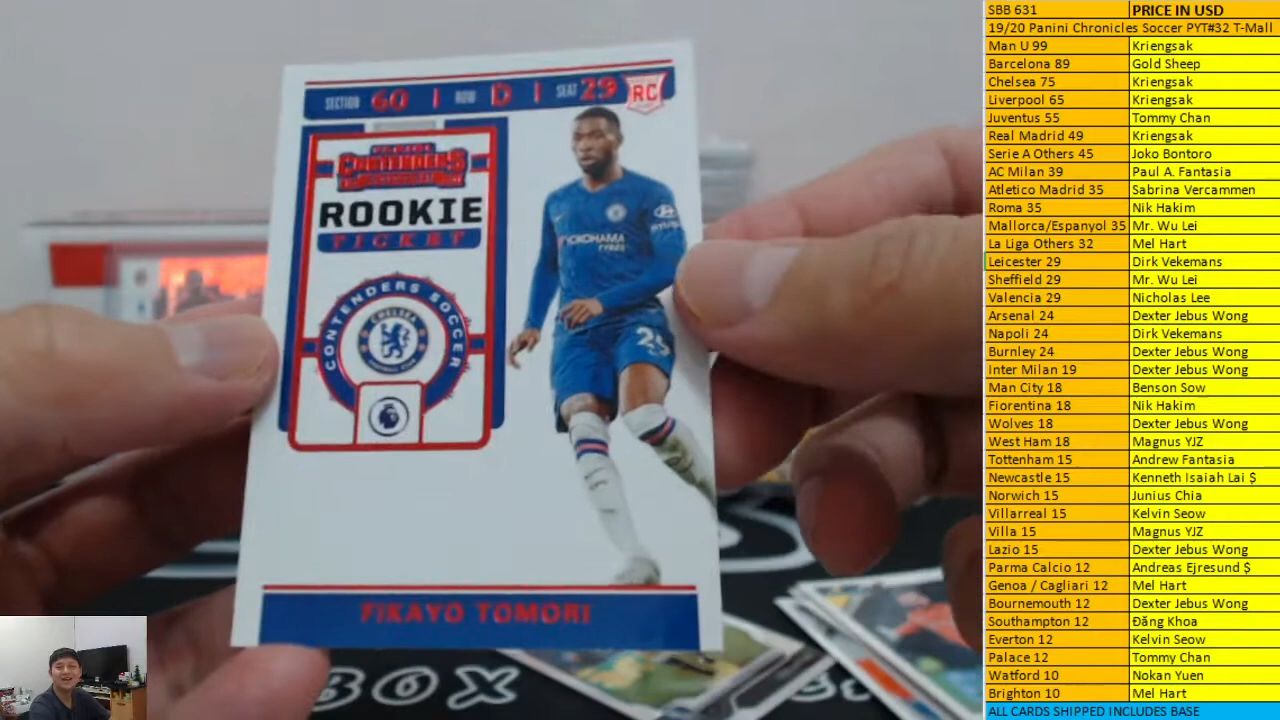 SECTION 60 | ROW D | SEAT 29 RC
PANINI
CONTENDERS
ROOKIE
TICKET
CONTENDERS SOCCER
CHELSEA
FOOTBALL CLUB
YOKOHAMA
TYRES
HYUNDAI
25
FIKAYO TOMORI
BOX
SBB 631 PRICE IN USD
19/20 Panini Chronicles Soccer PYT#32 T-Mall
Man U 99 Kriengsak
Barcelona 89 Gold Sheep
Chelsea 75 Kriengsak
Liverpool 65 Kriengsak
Juventus 55 Tommy Chan
Real Madrid 49 Kriengsak
Serie A Others 45 Joko Bontoro
AC Milan 39 Paul A. Fantasia
Atletico Madrid 35 Sabrina Vercammen
Roma 35 Nik Hakim
Mallorca/Espanyol 35 Mr. Wu Lei
La Liga Others 32 Mel Hart
Leicester 29 Dirk Vekemans
Sheffield 29 Mr. Wu Lei
Valencia 29 Nicholas Lee
Arsenal 24 Dexter Jebus Wong
Napoli 24 Dirk Vekemans
Burnley 24 Dexter Jebus Wong
Inter Milan 19 Dexter Jebus Wong
Man City 18 Benson Sow
Fiorentina 18 Nik Hakim
Wolves 18 Dexter Jebus Wong
West Ham 18 Magnus YJZ
Tottenham 15 Andrew Fantasia
Newcastle 15 Kenneth Isaiah Lai $
Norwich 15 Junius Chia
Villarreal 15 Kelvin Seow
Villa 15 Magnus YJZ
Lazio 15 Dexter Jebus Wong
Parma Calcio 12 Andreas Ejresund $
Genoa / Cagliari 12 Mel Hart
Bournemouth 12 Dexter Jebus Wong
Southampton 12 Đăng Khoa
Everton 12 Kelvin Seow
Palace 12 Tommy Chan
Watford 10 Nokan Yuen
Brighton 10 Mel Hart
ALL CARDS SHIPPED INCLUDES BASE